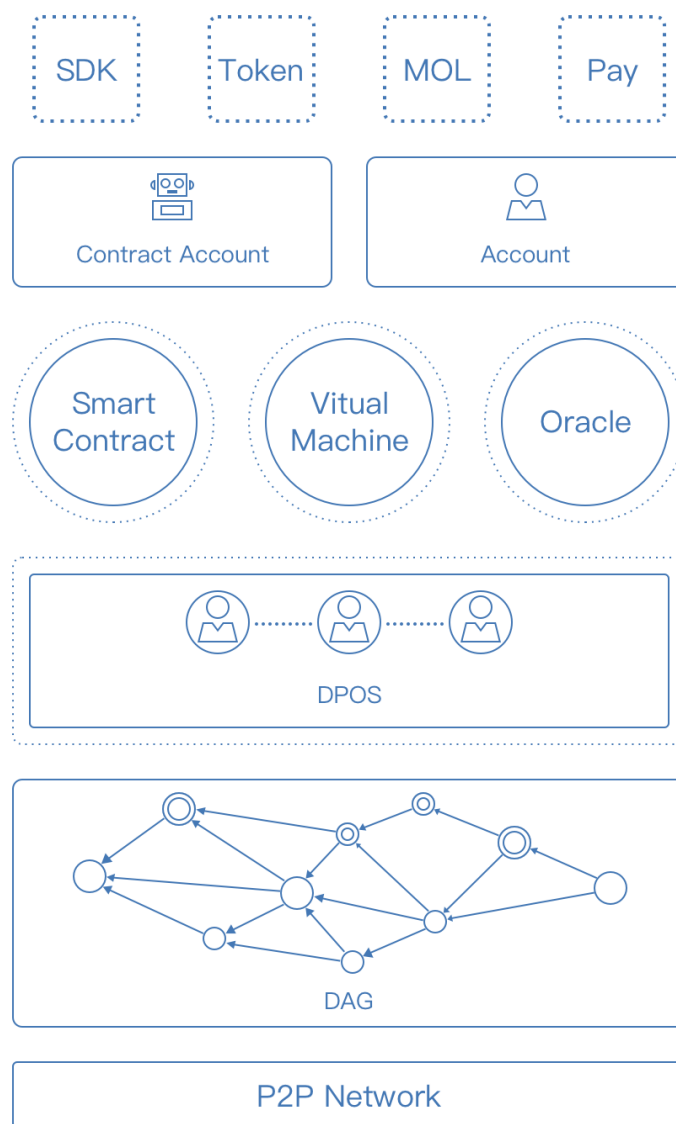 SDK
Token
MOL
Pay
Contract Account
Account
Smart
Contract
Vitual
Machine
Oracle
DPOS
DAG
P2P Network